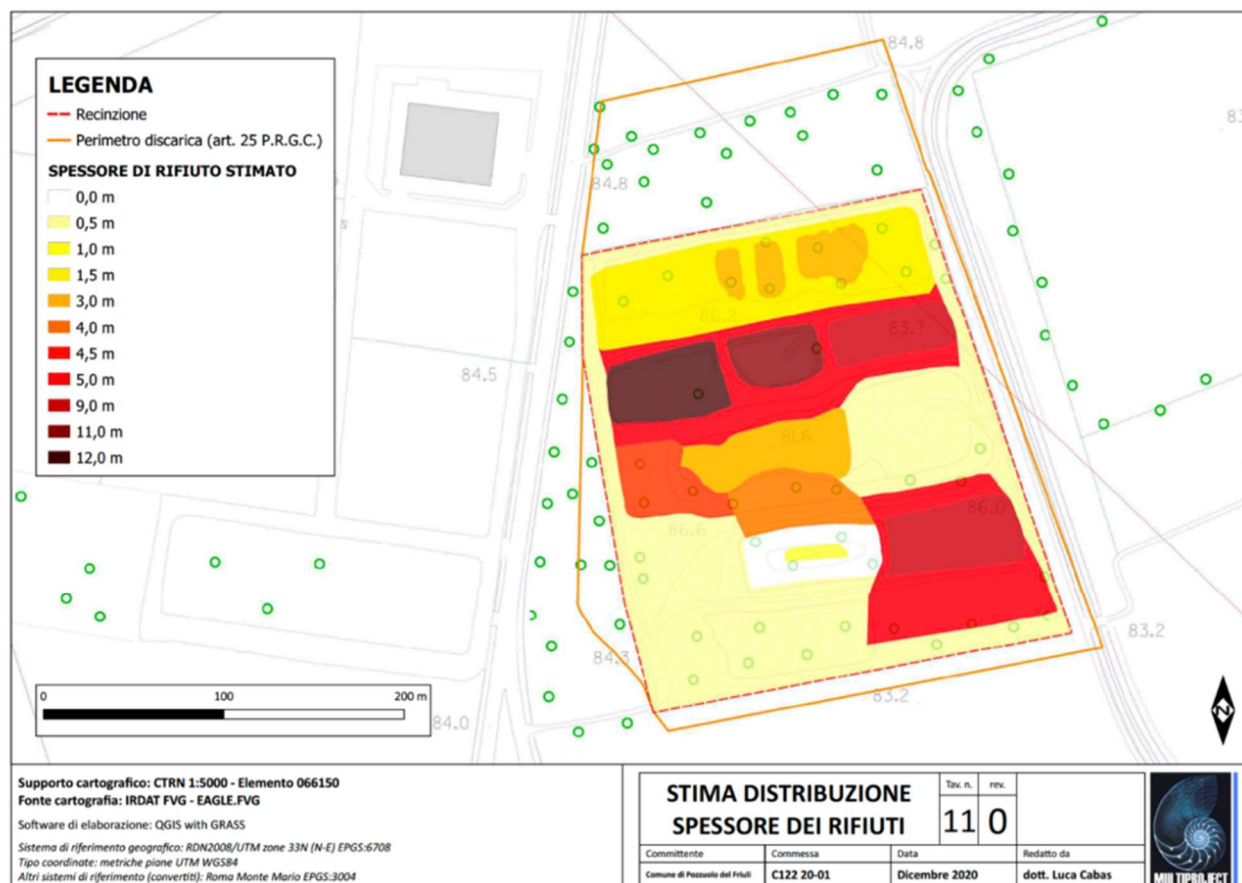 LEGENDA
Recinzione
Perimetro discarica (art. 25 P.R.G.C.)
SPESSORE DI RIFIUTO STIMATO
0,0 m
0,5 m
1,0 m
1,5 m
3,0 m
4,0 m
4,5 m
5,0 m
9,0 m
11,0 m
12,0 m
84.8
84.8
86.2
83.7
84.5
81.6
86.6
86.0
84.3
83.2
83.2
84.0
0 100 200 m
N
Supporto cartografico: CTRN 1:5000 - Elemento 066150
Fonte cartografia: IRDAT FVG - EAGLE.FVG
Software di elaborazione: QGIS with GRASS
Sistema di riferimento geografico: RDN2008/UTM zone 33N (N-E) EPGS:6708
Tipo coordinate: metriche piane UTM WGS84
Altri sistemi di riferimento (convertiti): Roma Monte Mario EPGS:3004
STIMA DISTRIBUZIONE
SPESSORE DEI RIFIUTI
Tav. n. rev.
11 0
Committente Commessa Data Redatto da
Comune di Pozzuolo del Friuli C122 20-01 Dicembre 2020 dott. Luca Cabas
MULTIPROJECT